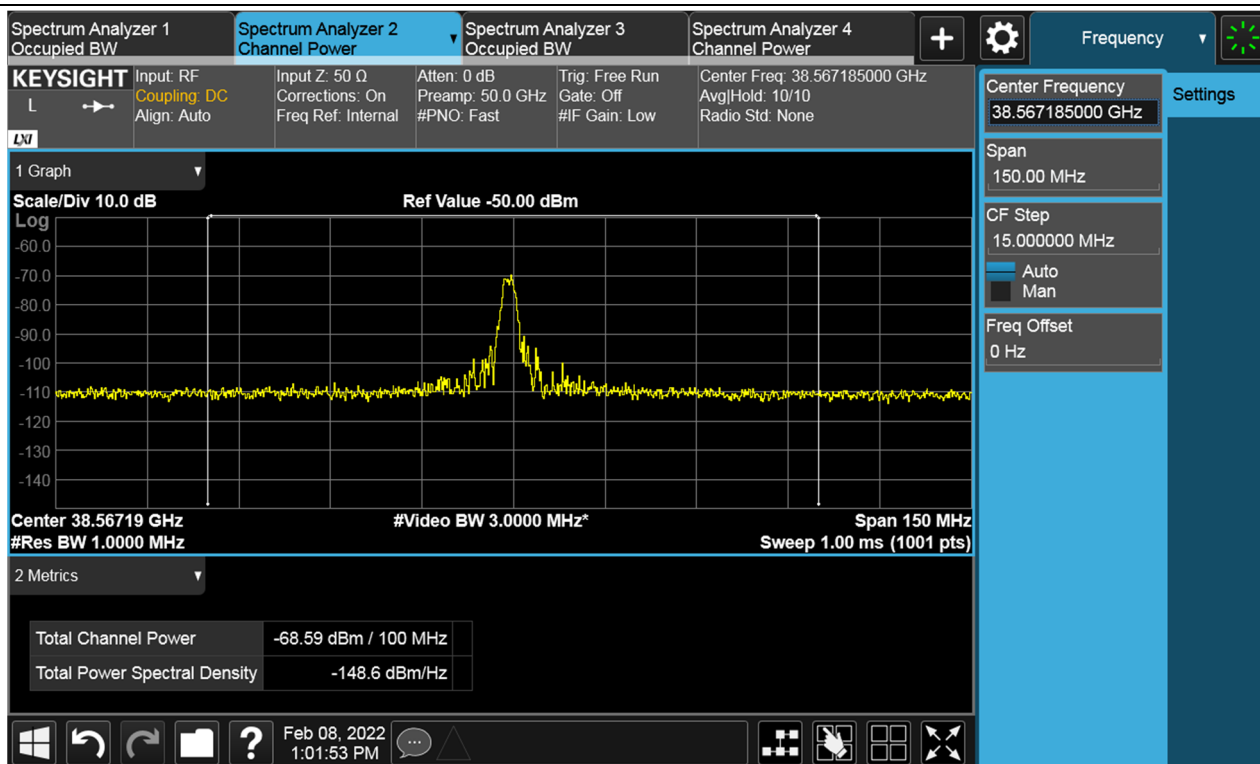 Spectrum Analyzer 1
Occupied BW
Spectrum Analyzer 2
Channel Power
Spectrum Analyzer 3
Occupied BW
Spectrum Analyzer 4
Channel Power
Frequency
KEYSIGHT
L
LXI
Input: RF
Coupling: DC
Align: Auto
Input Z: 50 Ω
Corrections: On
Freq Ref: Internal
Atten: 0 dB
Preamp: 50.0 GHz
#PNO: Fast
Trig: Free Run
Gate: Off
#IF Gain: Low
Center Freq: 38.567185000 GHz
Avg|Hold: 10/10
Radio Std: None
Center Frequency
38.567185000 GHz
Settings
Span
150.00 MHz
CF Step
15.000000 MHz
Auto
Man
Freq Offset
0 Hz
1 Graph
Scale/Div 10.0 dB
Ref Value -50.00 dBm
Log
-60.0
-70.0
-80.0
-90.0
-100
-110
-120
-130
-140
Center 38.56719 GHz
#Video BW 3.0000 MHz*
Span 150 MHz
#Res BW 1.0000 MHz
Sweep 1.00 ms (1001 pts)
2 Metrics
Total Channel Power -68.59 dBm / 100 MHz
Total Power Spectral Density -148.6 dBm/Hz
?
Feb 08, 2022
1:01:53 PM